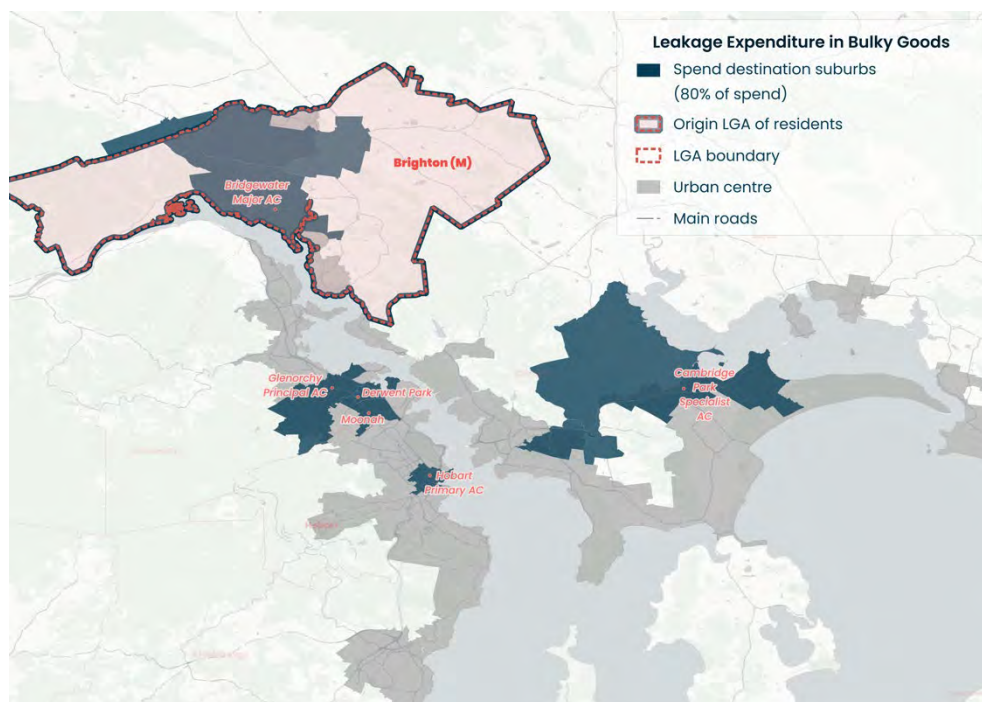 Leakage Expenditure in Bulky Goods
Spend destination suburbs
(80% of spend)
Origin LGA of residents
LGA boundary
Urban centre
Main roads
Brighton (M)
Bridgewater
Major AC
Glenorchy
Principal AC
Derwent Park
Moonah
Cambridge
Park
Specialist
AC
Hobart
Primary AC